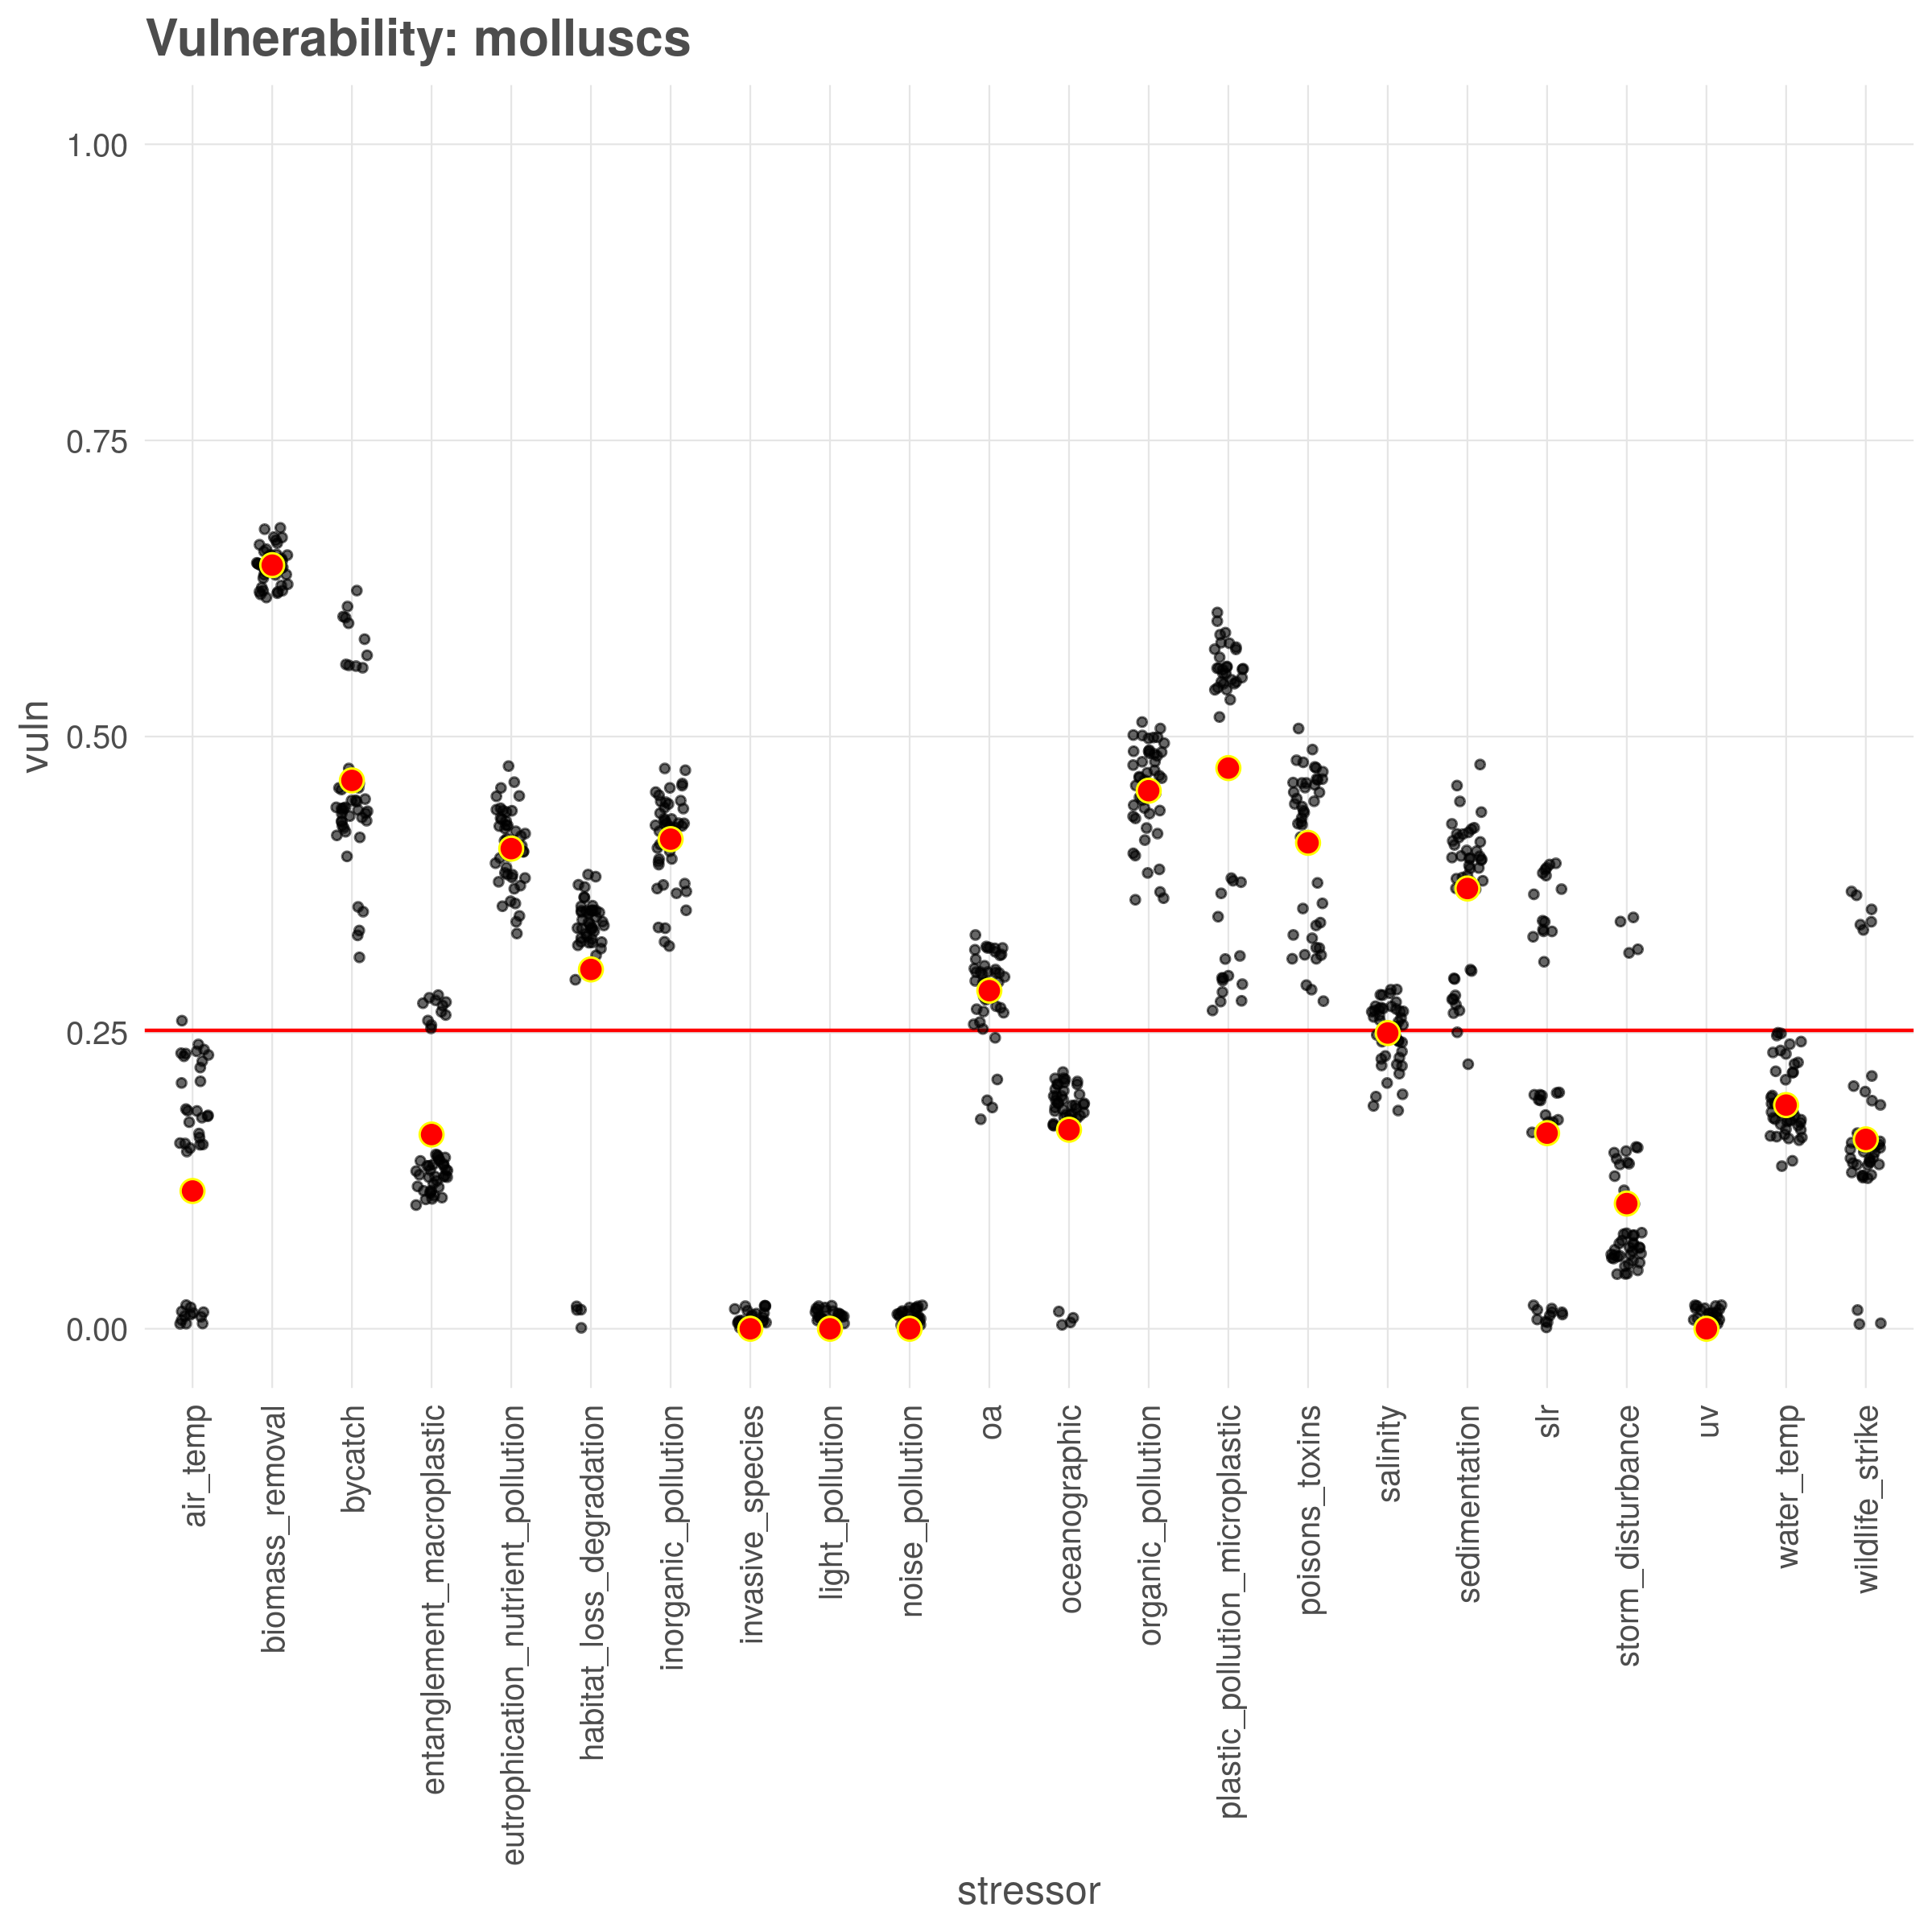 Vulnerability: molluscs
1.00
0.75
0.50
0.25
0.00
vuln
air_temp
biomass_removal
bycatch
entanglement_macroplastic
eutrophication_nutrient_pollution
habitat_loss_degradation
inorganic_pollution
invasive_species
light_pollution
noise_pollution
oa
oceanographic
organic_pollution
plastic_pollution_microplastic
poisons_toxins
salinity
sedimentation
slr
storm_disturbance
uv
water_temp
wildlife_strike
stressor